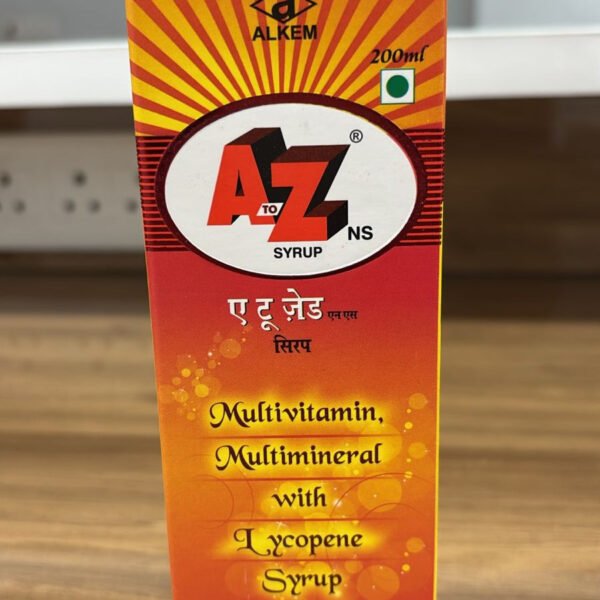 ALKEM
200ml
A TO Z ®
NS
SYRUP
ए टू ज़ेड एन एस
सिरप
Multivitamin,
Multimineral
with
Lycopene
Syrup